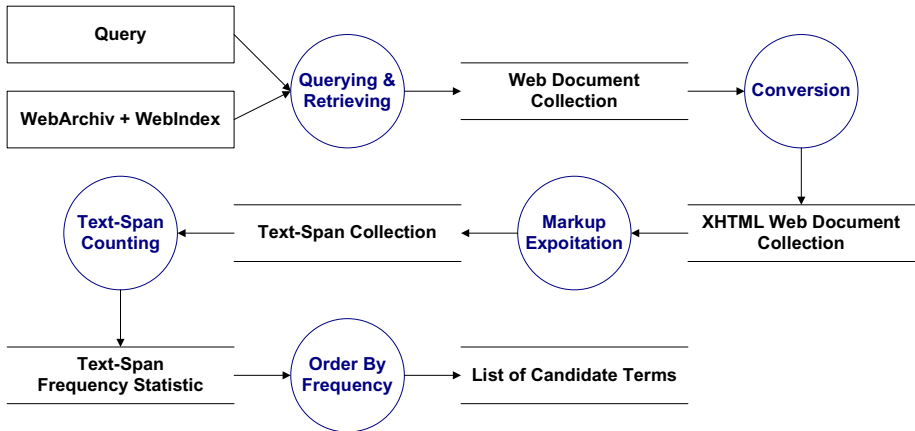 Query
WebArchiv + WebIndex
Querying &
Retrieving
Web Document
Collection
Conversion
Text-Span
Counting
Text-Span Collection
Markup
Expoitation
XHTML Web Document
Collection
Text-Span
Frequency Statistic
Order By
Frequency
List of Candidate Terms